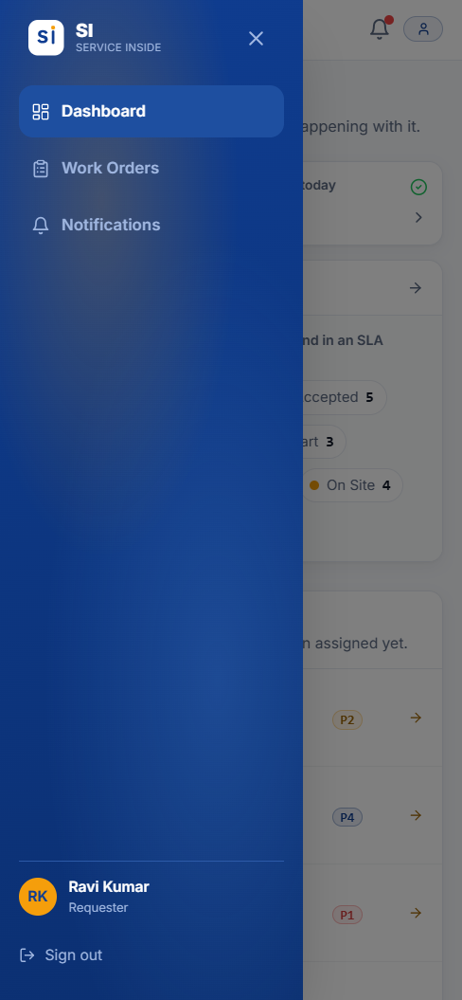 si
SI
SERVICE INSIDE
Dashboard
Work Orders
Notifications
appening with it.
today
nd in an SLA
ccepted 5
art 3
On Site 4
n assigned yet.
P2
P4
P1
RK
Ravi Kumar
Requester
Sign out